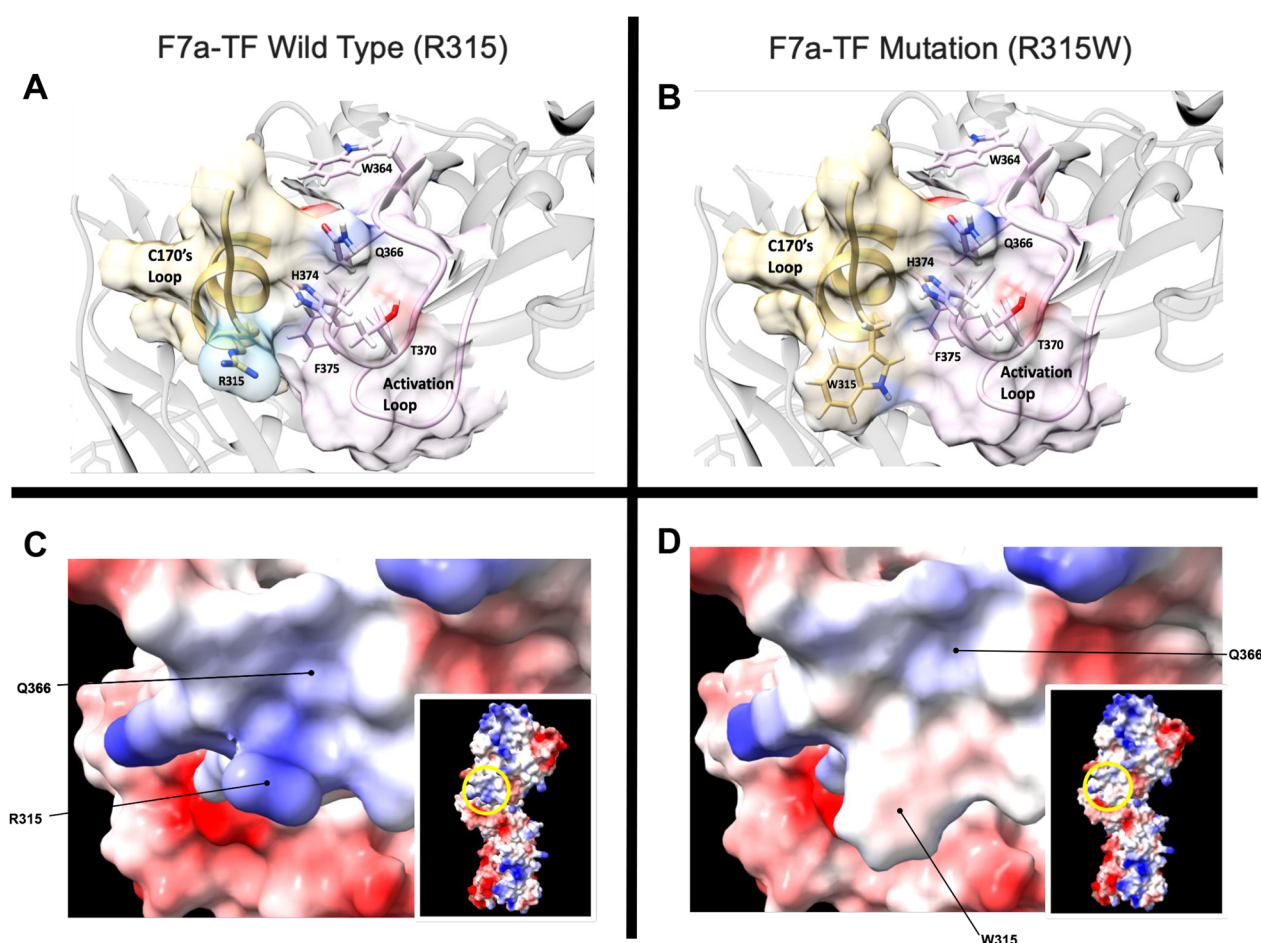 F7a-TF Wild Type (R315)
F7a-TF Mutation (R315W)
A
W364
C170's
Loop
Q366
H374
R315
F375
T370
Activation
Loop
B
W364
C170's
Loop
Q366
H374
F375
T370
W315
Activation
Loop
C
Q366
R315
D
Q366
W315